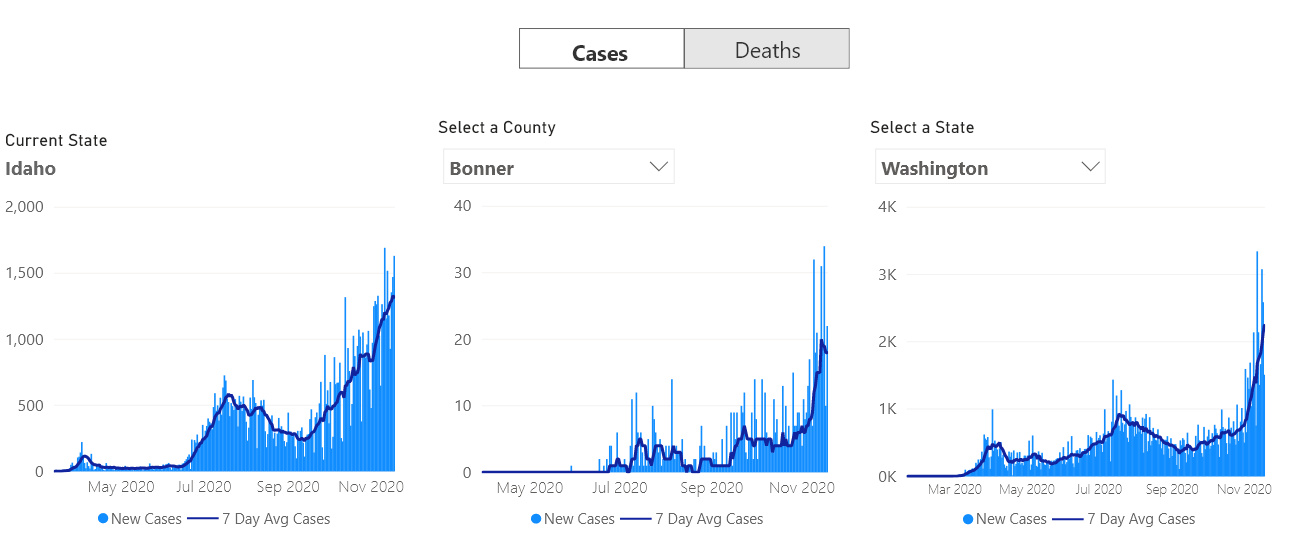 Cases Deaths
Current State
Idaho
2,000
1,500
1,000
500
0
May 2020 Jul 2020 Sep 2020 Nov 2020
New Cases 7 Day Avg Cases
Select a County
Bonner
40
30
20
10
0
May 2020 Jul 2020 Sep 2020 Nov 2020
New Cases 7 Day Avg Cases
Select a State
Washington
4K
3K
2K
1K
0K
Mar 2020 May 2020 Jul 2020 Sep 2020 Nov 2020
New Cases 7 Day Avg Cases